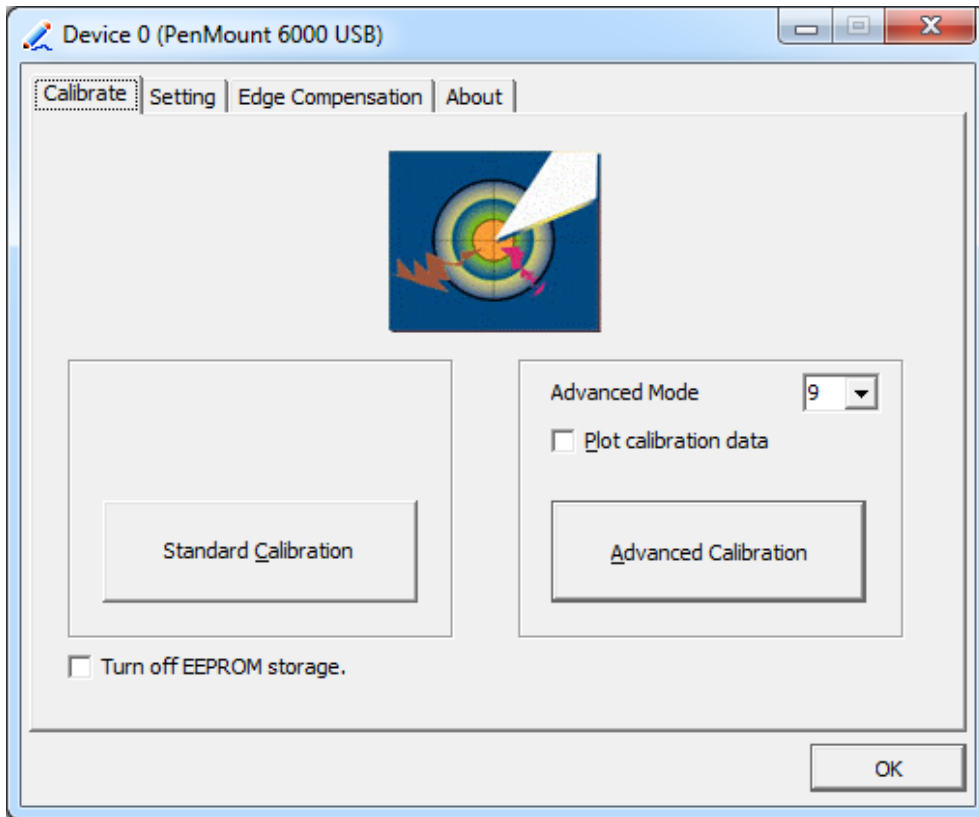 Device 0 (PenMount 6000 USB)
Calibrate Setting Edge Compensation About
Advanced Mode 9
Plot calibration data
Standard Calibration
Advanced Calibration
Turn off EEPROM storage.
OK